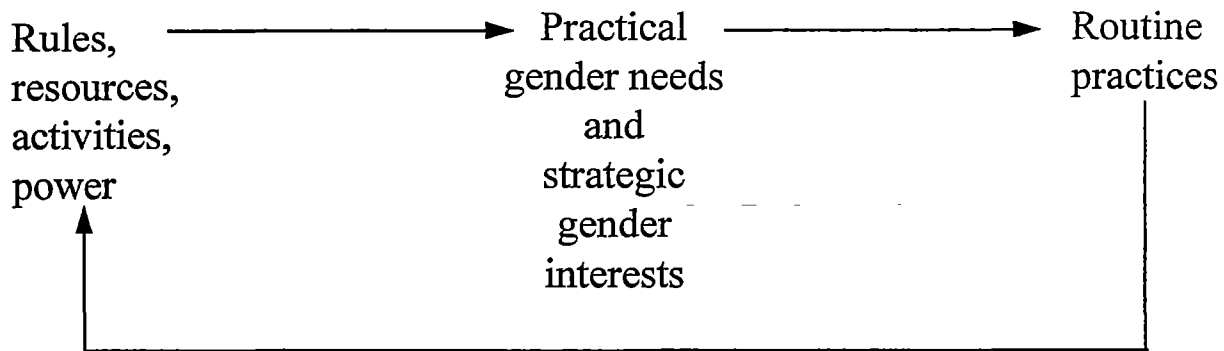 Rules,
resources,
activities,
power
Practical
gender needs
and
strategic
gender
interests
Routine
practices